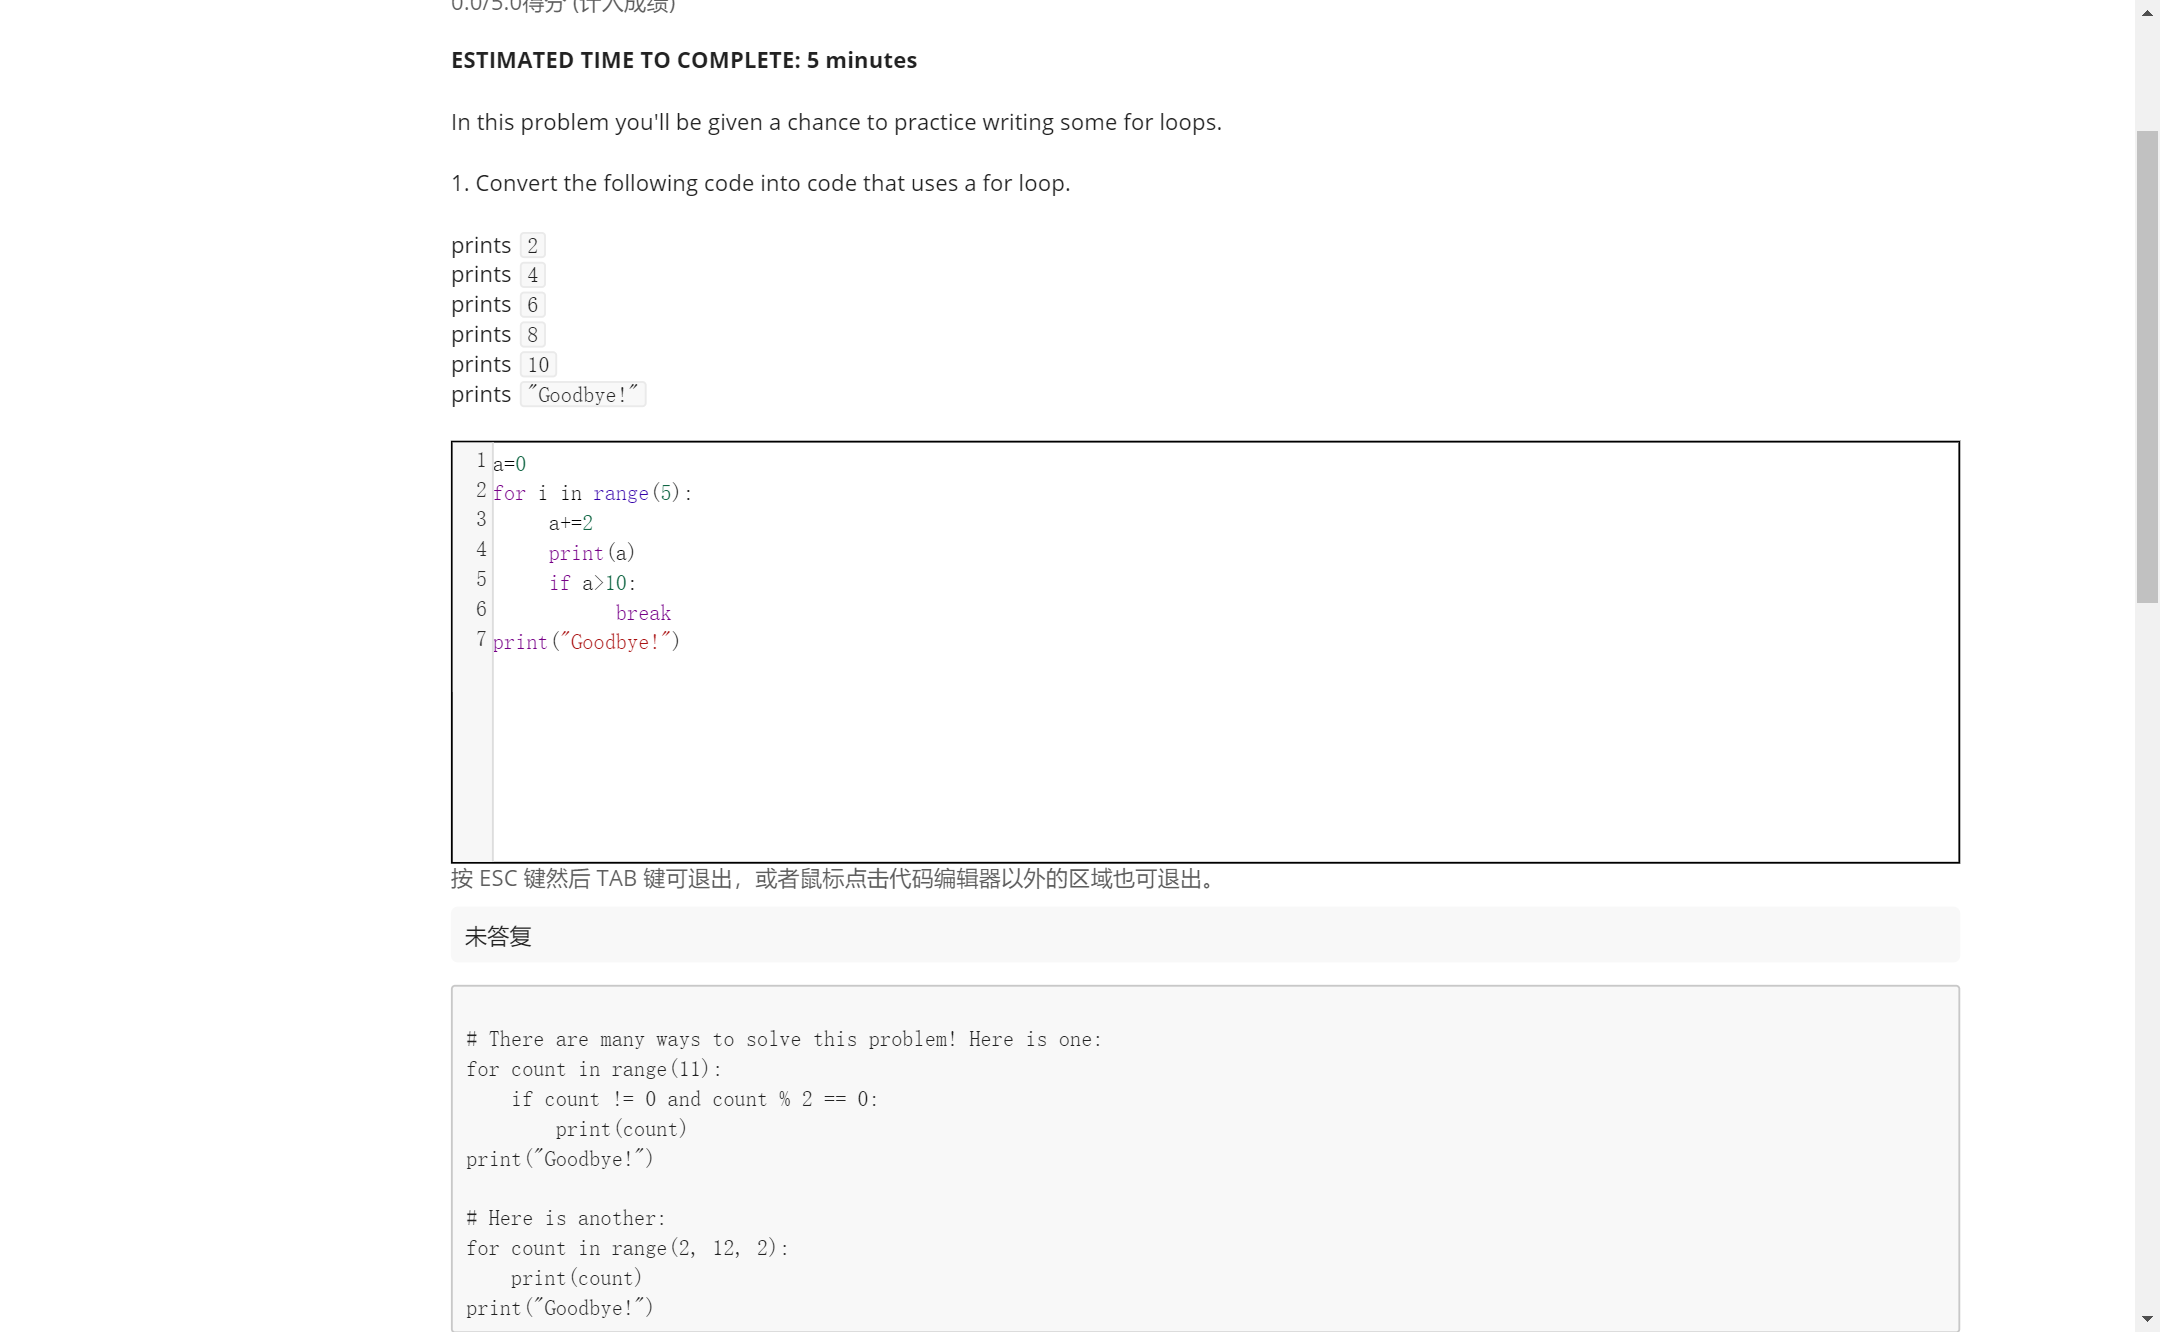 0.0/5.0得分 (计入成绩)
ESTIMATED TIME TO COMPLETE: 5 minutes
In this problem you'll be given a chance to practice writing some for loops.
1. Convert the following code into code that uses a for loop.
prints 2
prints 4
prints 6
prints 8
prints 10
prints "Goodbye!"
1 a=0
2 for i in range(5):
3      a+=2
4      print(a)
5      if a>10:
6            break
7 print("Goodbye!")
按 ESC 键然后 TAB 键可退出，或者鼠标点击代码编辑器以外的区域也可退出。
未答复
# There are many ways to solve this problem! Here is one:
for count in range(11):
    if count != 0 and count % 2 == 0:
        print(count)
print("Goodbye!")
# Here is another:
for count in range(2, 12, 2):
    print(count)
print("Goodbye!")